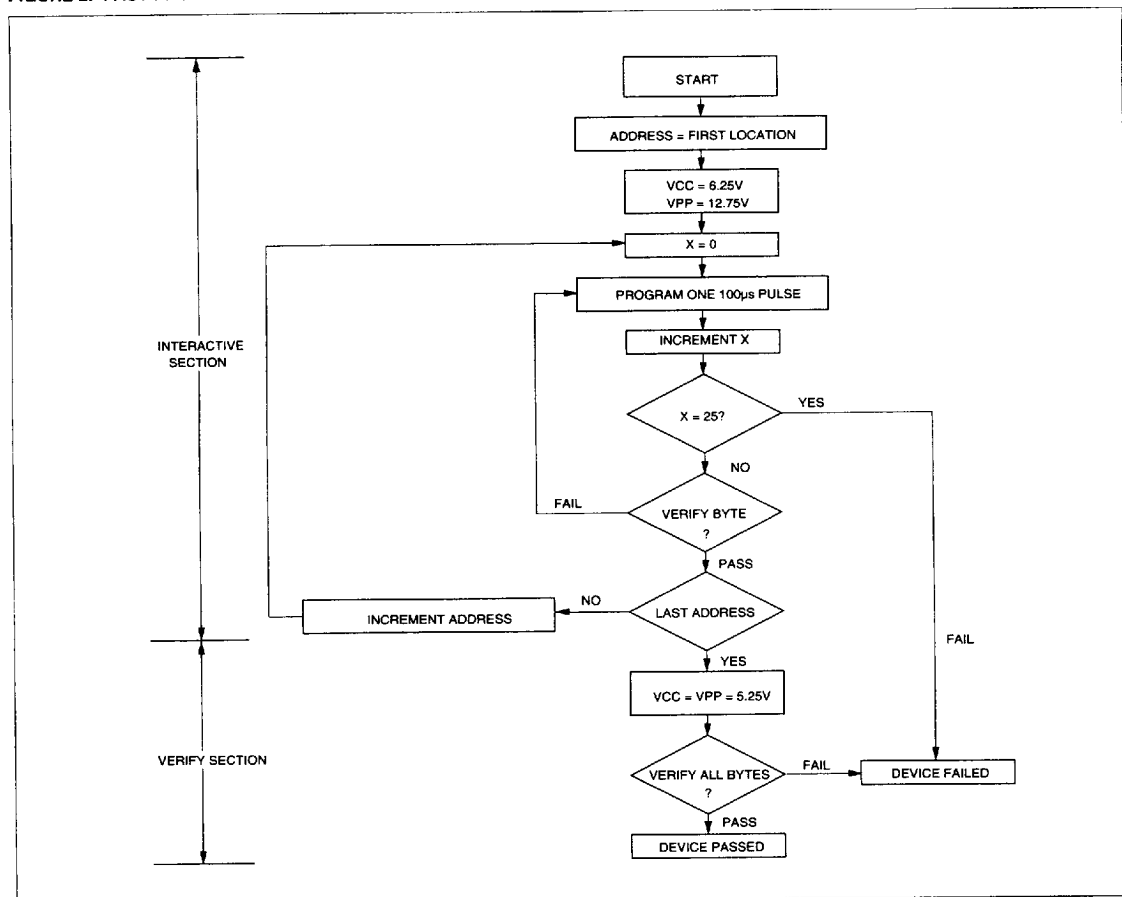 START
ADDRESS = FIRST LOCATION
VCC = 6.25V
VPP = 12.75V
X = 0
PROGRAM ONE 100µs PULSE
INTERACTIVE
SECTION
INCREMENT X
X = 25?
YES
NO
FAIL
VERIFY BYTE
?
PASS
NO
LAST ADDRESS
INCREMENT ADDRESS
FAIL
YES
VCC = VPP = 5.25V
VERIFY SECTION
VERIFY ALL BYTES
?
FAIL
DEVICE FAILED
PASS
DEVICE PASSED